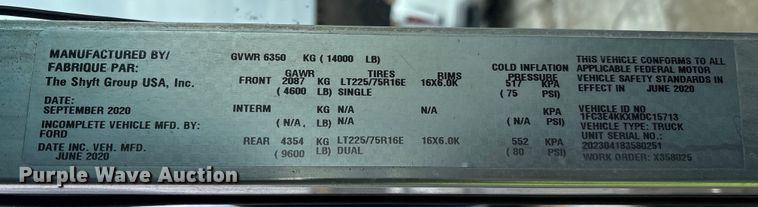 MANUFACTURED BY/
FABRIQUE PAR:
The Shyft Group USA, Inc.
DATE:
SEPTEMBER 2020
INCOMPLETE VEHICLE MFD. BY:
FORD
DATE INC. VEH. MFD.
JUNE 2020
GVWR 6350 KG ( 14000 LB)
GAWR TIRES RIMS COLD INFLATION PRESSURE
FRONT 2087 KG LT225/75R16E 16X6.0K 517 KPA
( 4600 LB) SINGLE ( 75 PSI)
INTERM KG N/A N/A KPA
( N/A LB) N/A ( N/A PSI)
REAR 4354 KG LT225/75R16E 16X6.0K 552 KPA
( 9600 LB) DUAL ( 80 PSI)
THIS VEHICLE CONFORMS TO ALL
APPLICABLE FEDERAL MOTOR
VEHICLE SAFETY STANDARDS IN
EFFECT IN JUNE 2020
VEHICLE ID NO.
1FC3E4KKXMDC15713
VEHICLE TYPE: TRUCK
UNIT SERIAL NO.:
202304183580251
WORK ORDER: X358025
Purple Wave Auction